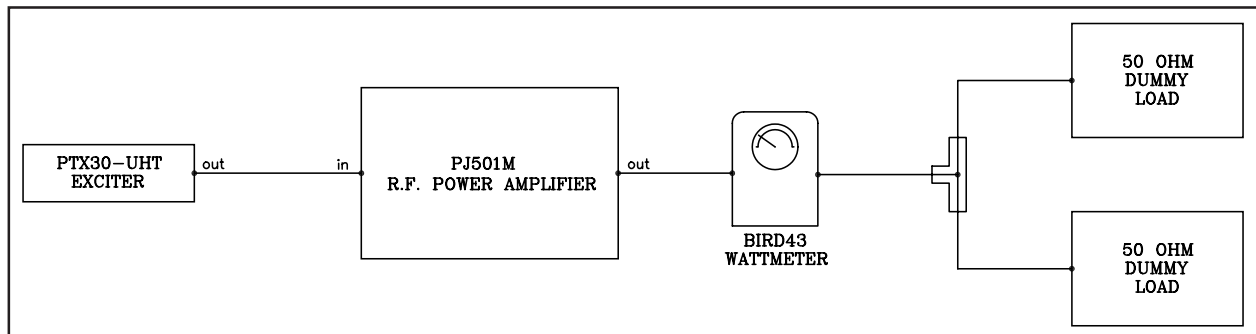 PTX30-UHT
EXCITER
out
in
PJ501M
R.F. POWER AMPLIFIER
out
BIRD43
WATTMETER
50 OHM
DUMMY
LOAD
50 OHM
DUMMY
LOAD